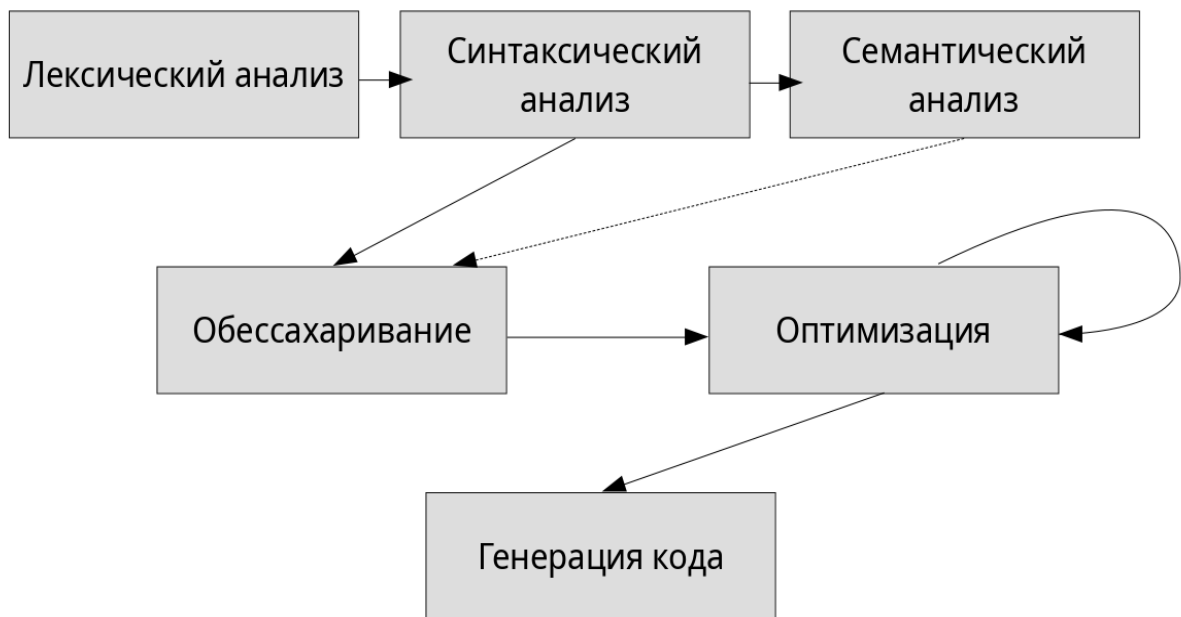 Лексический анализ
Синтаксический
анализ
Семантический
анализ
Обессахаривание
Оптимизация
Генерация кода